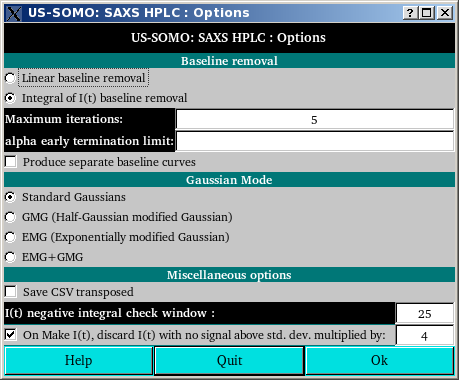 US-SOMO: SAXS HPLC : Options
US-SOMO: SAXS HPLC : Options
Baseline removal
Linear baseline removal
Integral of I(t) baseline removal
Maximum iterations: 5
alpha early termination limit:
Produce separate baseline curves
Gaussian Mode
Standard Gaussians
GMG (Half-Gaussian modified Gaussian)
EMG (Exponentially modified Gaussian)
EMG+GMG
Miscellaneous options
Save CSV transposed
I(t) negative integral check window : 25
On Make I(t), discard I(t) with no signal above std. dev. multiplied by: 4
Help Quit Ok